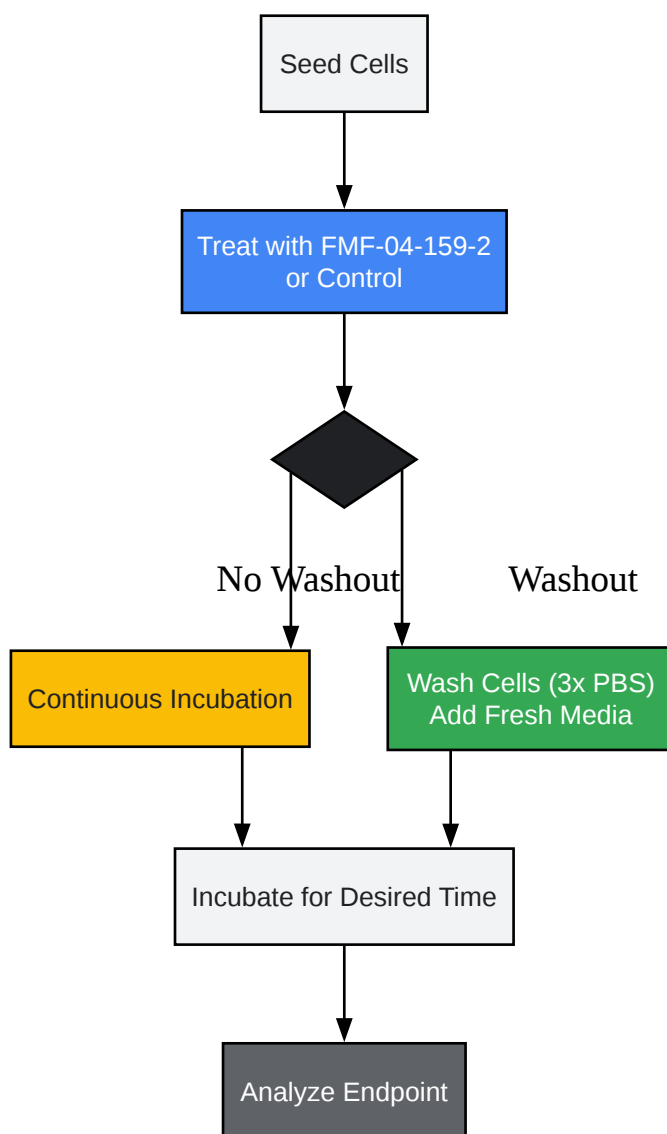 Seed Cells
Treat with FMF-04-159-2
or Control
No Washout
Washout
Continuous Incubation
Wash Cells (3x PBS)
Add Fresh Media
Incubate for Desired Time
Analyze Endpoint